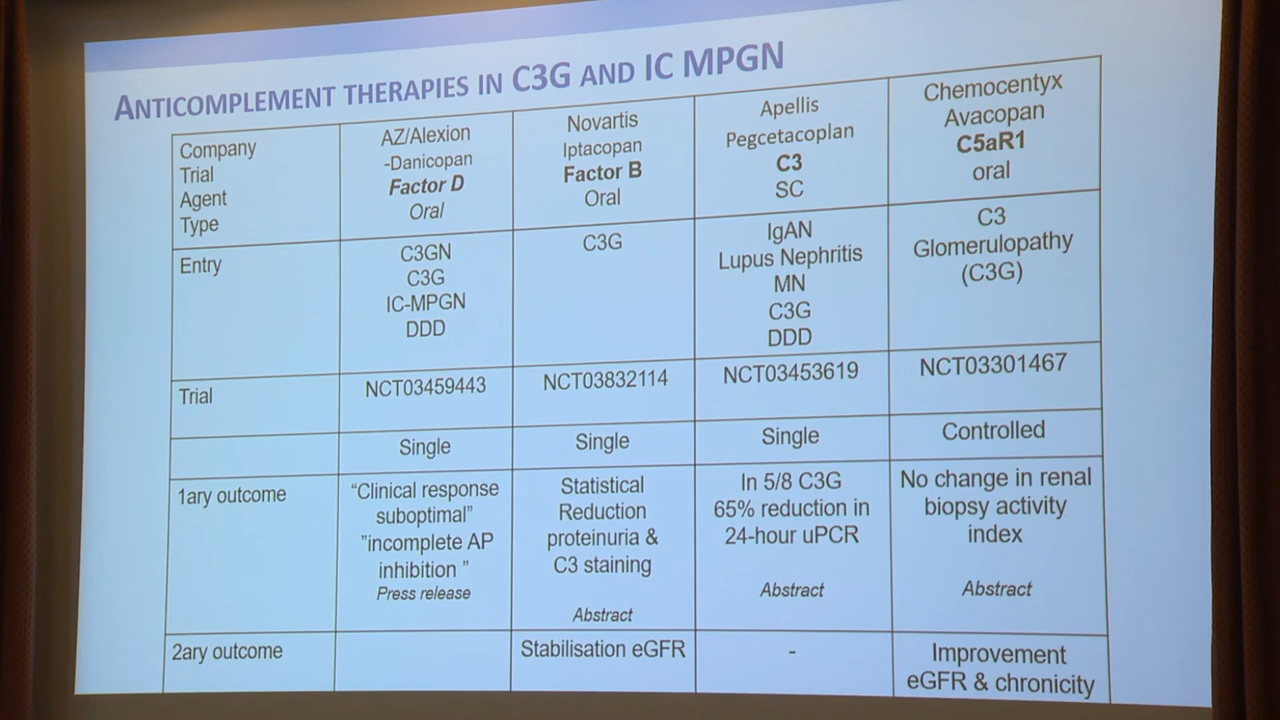 ANTICOMPLEMENT THERAPIES IN C3G AND IC MPGN
Company
Trial
Agent
Type
AZ/Alexion
-Danicopan
Factor D
Oral
Novartis
Iptacopan
Factor B
Oral
Apellis
Pegcetacoplan
C3
SC
Chemocentyx
Avacopan
C5aR1
oral
Entry
C3GN
C3G
IC-MPGN
DDD
C3G
IgAN
Lupus Nephritis
MN
C3G
DDD
C3
Glomerulopathy
(C3G)
Trial
NCT03459443
NCT03832114
NCT03453619
NCT03301467
Single
Single
Single
Controlled
1ary outcome
“Clinical response
suboptimal”
”incomplete AP
inhibition ”
Press release
Statistical
Reduction
proteinuria &
C3 staining
Abstract
In 5/8 C3G
65% reduction in
24-hour uPCR
Abstract
No change in renal
biopsy activity
index
Abstract
2ary outcome
Stabilisation eGFR
-
Improvement
eGFR & chronicity